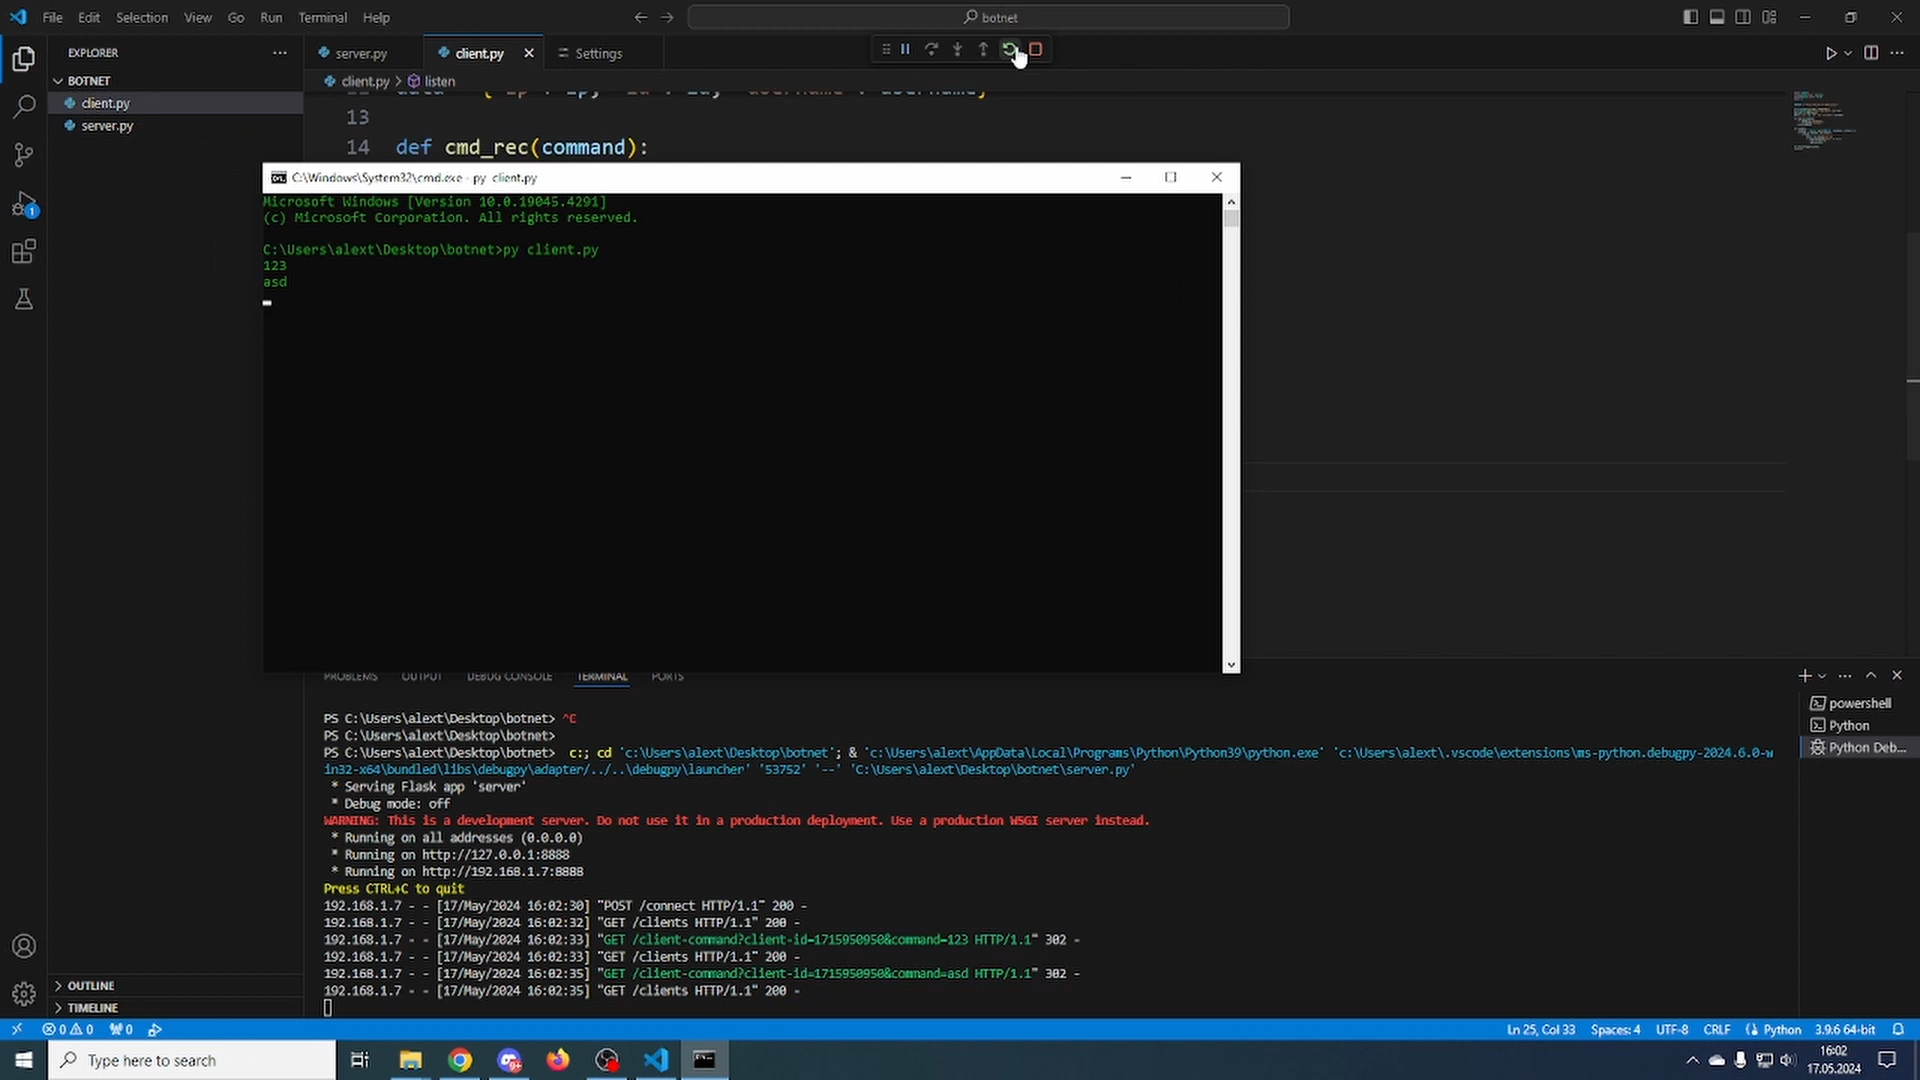 File Edit Selection View Go Run Terminal Help
botnet
EXPLORER
server.py
client.py
Settings
BOTNET
client.py > listen
client.py
server.py
13
14 def cmd_rec(command):
C:\Windows\System32\cmd.exe - py client.py
Microsoft Windows [Version 10.0.19045.4291]
(c) Microsoft Corporation. All rights reserved.
C:\Users\alext\Desktop\botnet>py client.py
123
asd
1
PROBLEMS OUTPUT DEBUG CONSOLE TERMINAL PORTS
PS C:\Users\alext\Desktop\botnet> ^C
PS C:\Users\alext\Desktop\botnet>
PS C:\Users\alext\Desktop\botnet> c:; cd 'c:\Users\alext\Desktop\botnet'; & 'c:\Users\alext\AppData\Local\Programs\Python\Python39\python.exe' 'c:\Users\alext\.vscode\extensions\ms-python.debugpy-2024.6.0-w
in32-x64\bundled\libs\debugpy\adapter/../..\debugpy\launcher' '53752' '--' 'C:\Users\alext\Desktop\botnet\server.py'
* Serving Flask app 'server'
* Debug mode: off
WARNING: This is a development server. Do not use it in a production deployment. Use a production WSGI server instead.
* Running on all addresses (0.0.0.0)
* Running on http://127.0.0.1:8888
* Running on http://192.168.1.7:8888
Press CTRL+C to quit
192.168.1.7 - - [17/May/2024 16:02:30] "POST /connect HTTP/1.1" 200 -
192.168.1.7 - - [17/May/2024 16:02:32] "GET /clients HTTP/1.1" 200 -
192.168.1.7 - - [17/May/2024 16:02:33] "GET /client-command?client-id=1715950950&command=123 HTTP/1.1" 302 -
192.168.1.7 - - [17/May/2024 16:02:33] "GET /clients HTTP/1.1" 200 -
192.168.1.7 - - [17/May/2024 16:02:35] "GET /client-command?client-id=1715950950&command=asd HTTP/1.1" 302 -
192.168.1.7 - - [17/May/2024 16:02:35] "GET /clients HTTP/1.1" 200 -
powershell
Python
Python Deb...
OUTLINE
TIMELINE
0 0 0
Ln 25, Col 33 Spaces: 4 UTF-8 CRLF Python 3.9.6 64-bit
Type here to search
16:02
17.05.2024